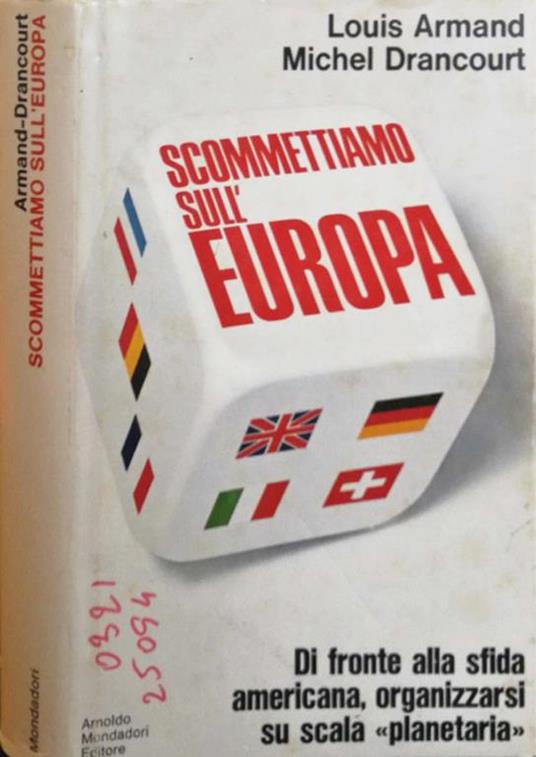 Armand-Drancourt
SCOMMETTIAMO SULL'EUROPA
Mondadori
Louis Armand
Michel Drancourt
SCOMMETTIAMO
SULL'
EUROPA
0321
25094
Di fronte alla sfida
americana, organizzarsi
su scala «planetaria»
Arnoldo
Mondadori
Editore